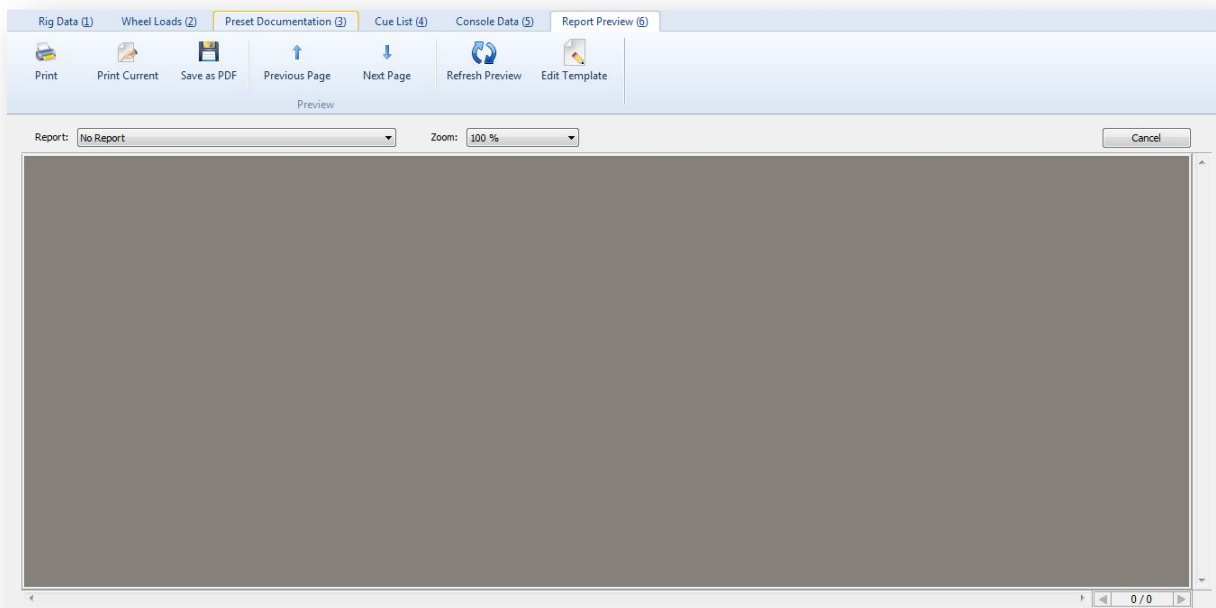 Rig Data (1) Wheel Loads (2) Preset Documentation (3) Cue List (4) Console Data (5) Report Preview (6)
Print Print Current Save as PDF Previous Page Next Page Refresh Preview Edit Template
Preview
Report: No Report Zoom: 100 % Cancel
0 / 0